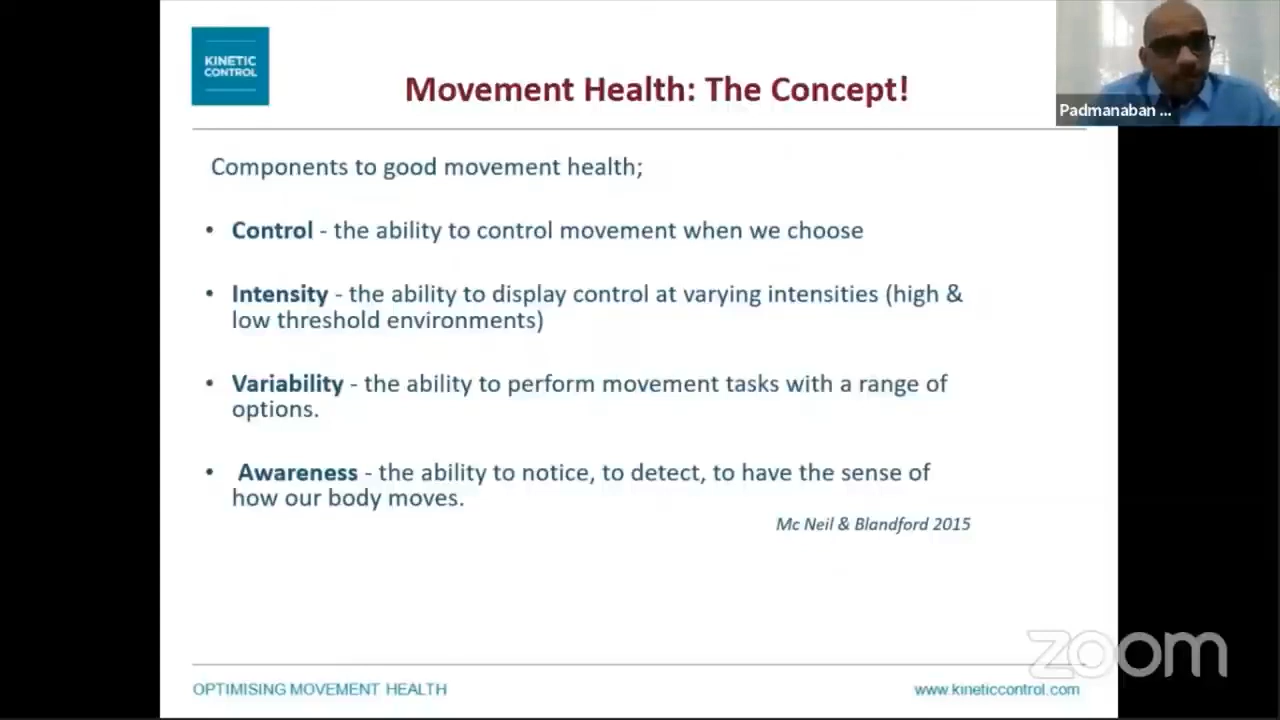 KINETIC
CONTROL
Movement Health: The Concept!
Padmanaban ...
Components to good movement health;
• Control - the ability to control movement when we choose
• Intensity - the ability to display control at varying intensities (high &
low threshold environments)
• Variability - the ability to perform movement tasks with a range of
options.
• Awareness - the ability to notice, to detect, to have the sense of
how our body moves.
Mc Neil & Blandford 2015
zoom
OPTIMISING MOVEMENT HEALTH
www.kineticcontrol.com